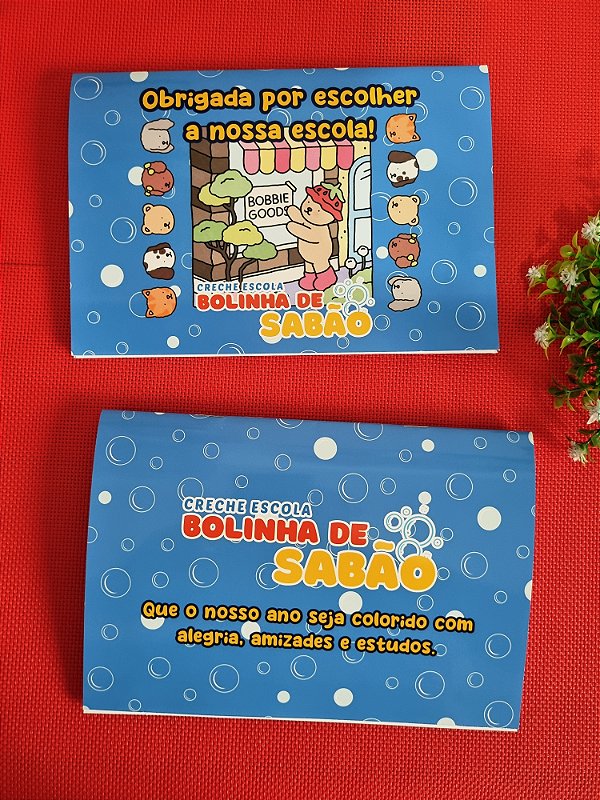 Obrigada por escolher
a nossa escola!
BOBBIE
GOODS
CRECHE ESCOLA
BOLINHA DE
SABÃO
CRECHE ESCOLA
BOLINHA DE
SABÃO
Que o nosso ano seja colorido com
alegria, amizades e estudos.